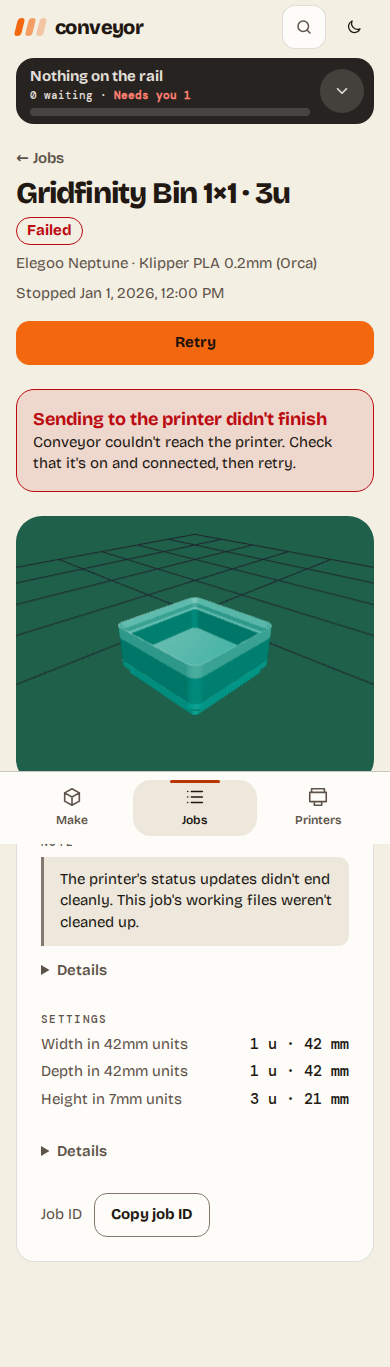 conveyor
Nothing on the rail
0 waiting · Needs you 1
← Jobs
Gridfinity Bin 1×1 · 3u
Failed
Elegoo Neptune · Klipper PLA 0.2mm (Orca)
Stopped Jan 1, 2026, 12:00 PM
Retry
Sending to the printer didn't finish
Conveyor couldn't reach the printer. Check
that it's on and connected, then retry.
Make
Jobs
Printers
The printer's status updates didn't end
cleanly. This job's working files weren't
cleaned up.
Details
SETTINGS
Width in 42mm units 1 u · 42 mm
Depth in 42mm units 1 u · 42 mm
Height in 7mm units 3 u · 21 mm
Details
Job ID Copy job ID